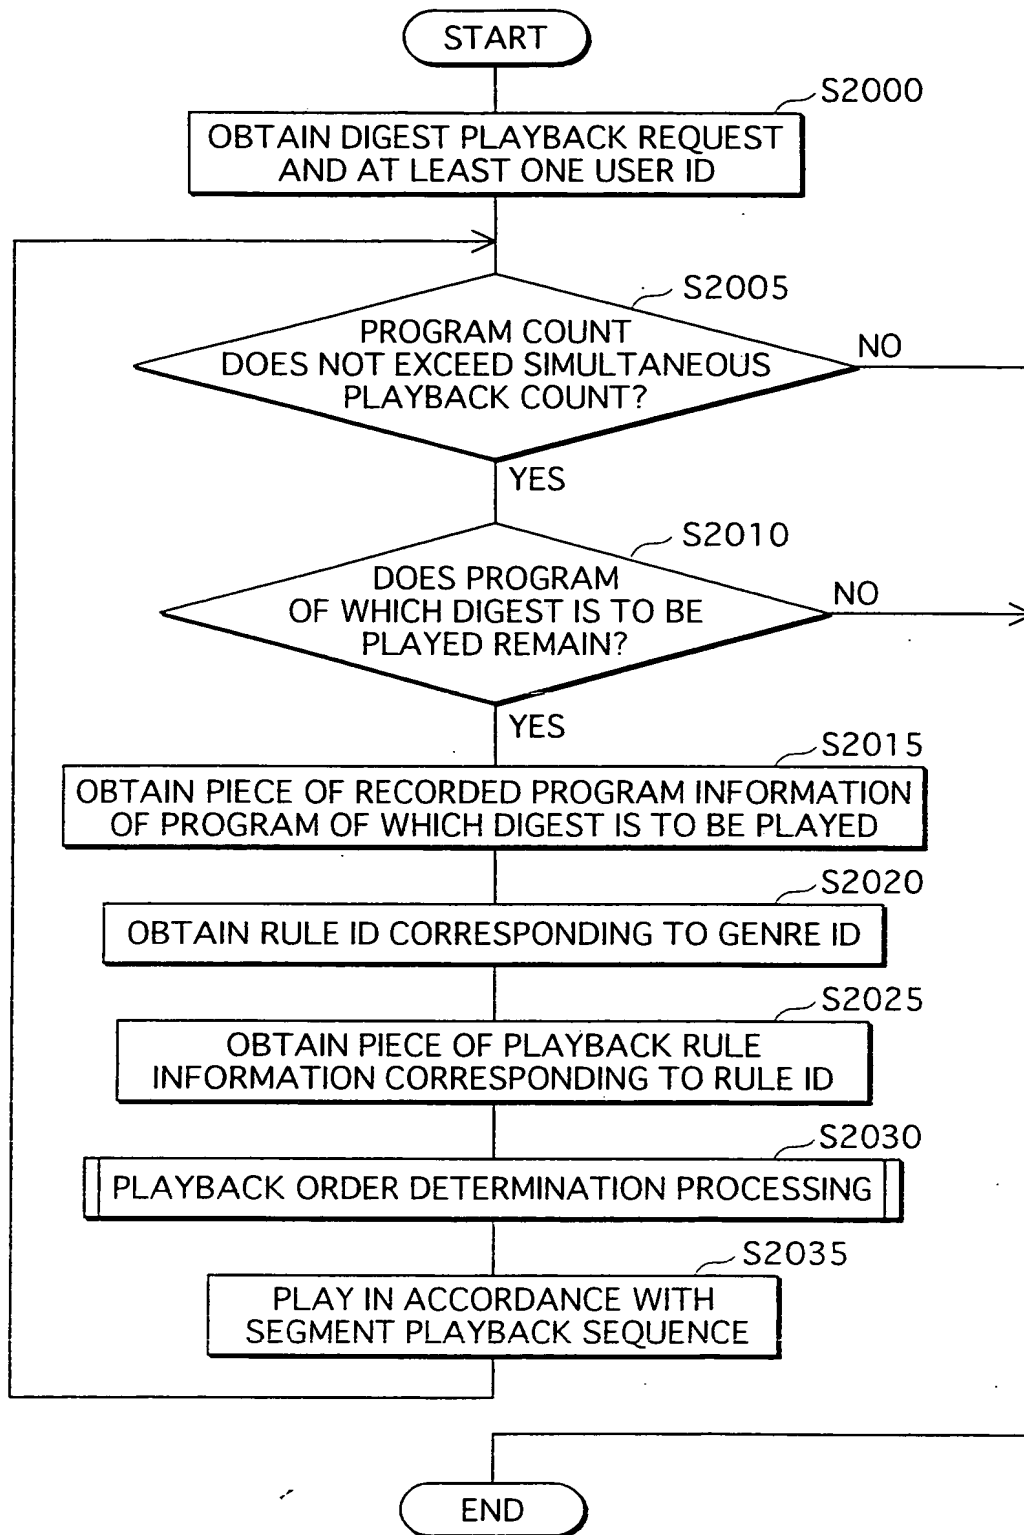 START
S2000
OBTAIN DIGEST PLAYBACK REQUEST
AND AT LEAST ONE USER ID
S2005
PROGRAM COUNT
DOES NOT EXCEED SIMULTANEOUS
PLAYBACK COUNT?
NO
YES
S2010
DOES PROGRAM
OF WHICH DIGEST IS TO BE
PLAYED REMAIN?
NO
YES
S2015
OBTAIN PIECE OF RECORDED PROGRAM INFORMATION
OF PROGRAM OF WHICH DIGEST IS TO BE PLAYED
S2020
OBTAIN RULE ID CORRESPONDING TO GENRE ID
S2025
OBTAIN PIECE OF PLAYBACK RULE
INFORMATION CORRESPONDING TO RULE ID
S2030
PLAYBACK ORDER DETERMINATION PROCESSING
S2035
PLAY IN ACCORDANCE WITH
SEGMENT PLAYBACK SEQUENCE
END